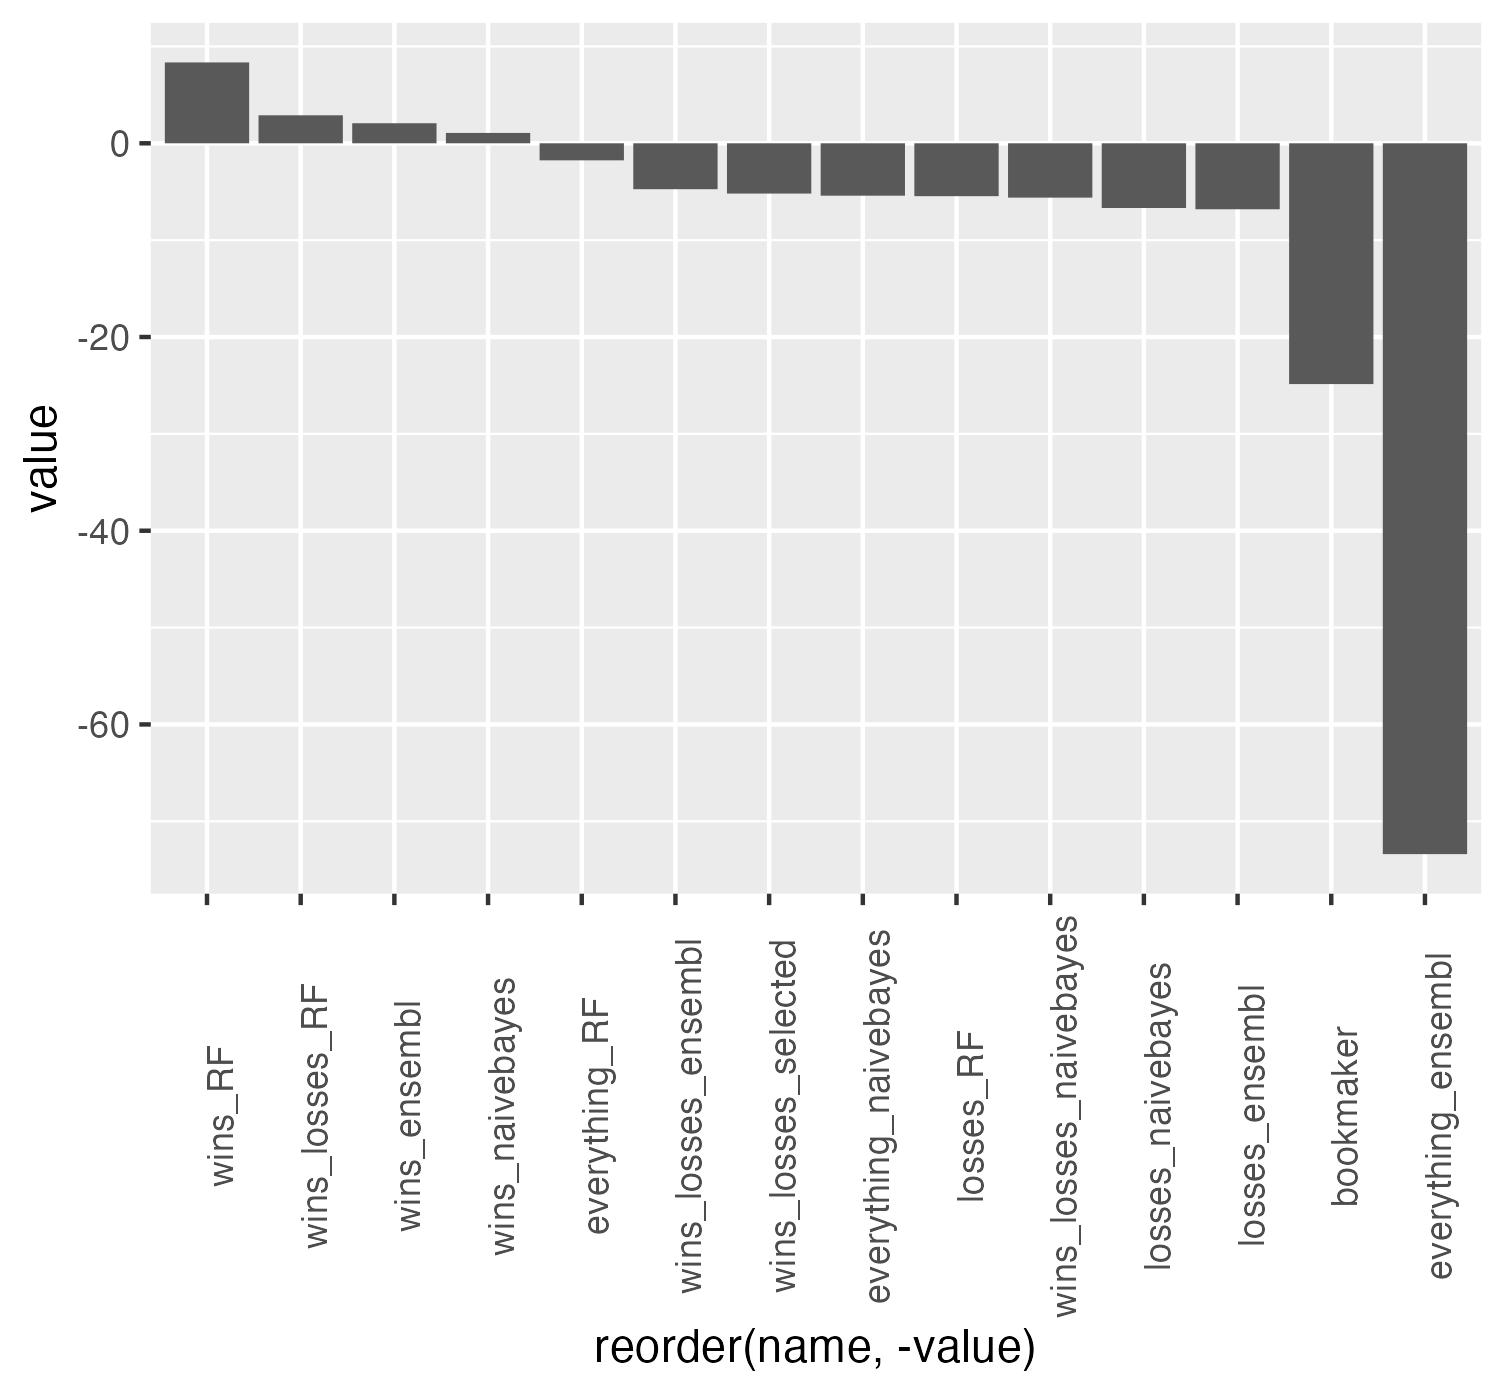 0
-20
-40
-60
value
wins_RF
wins_losses_RF
wins_ensembl
wins_naivebayes
everything_RF
wins_losses_ensembl
wins_losses_selected
everything_naivebayes
losses_RF
wins_losses_naivebayes
losses_naivebayes
losses_ensembl
bookmaker
everything_ensembl
reorder(name, -value)